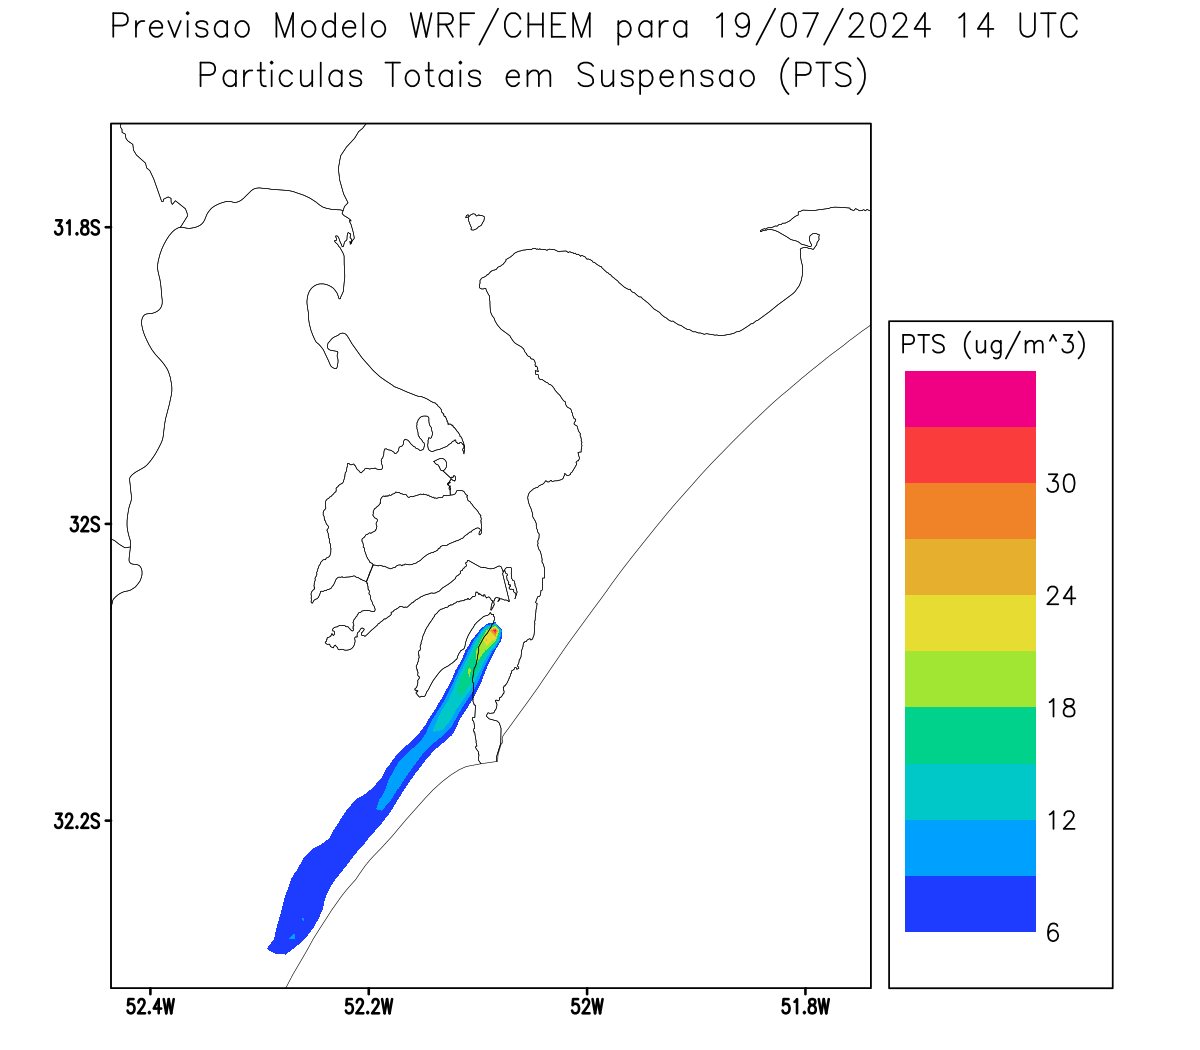 Previsao Modelo WRF/CHEM para 19/07/2024 14 UTC
Particulas Totais em Suspensao (PTS)
31.8S
32S
32.2S
52.4W
52.2W
52W
51.8W
PTS (ug/m^3)
30
24
18
12
6